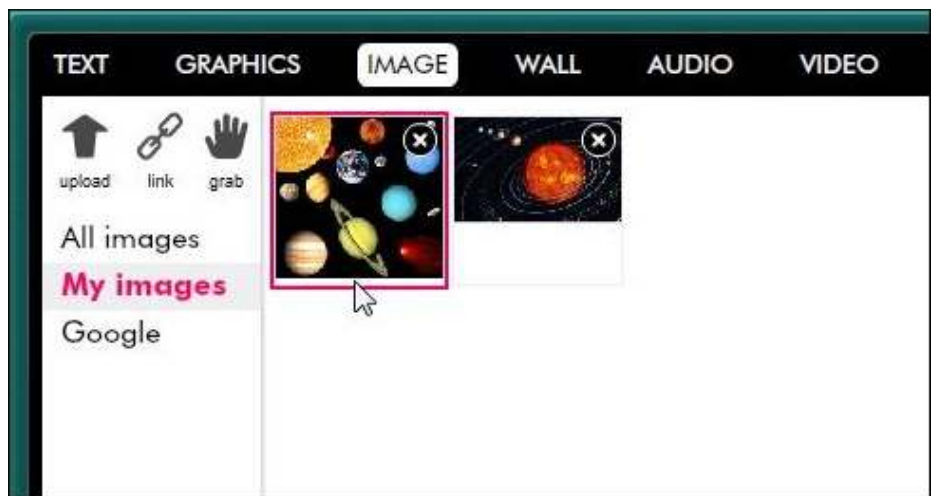 TEXT GRAPHICS IMAGE WALL AUDIO VIDEO
upload link grab
All images
My images
Google